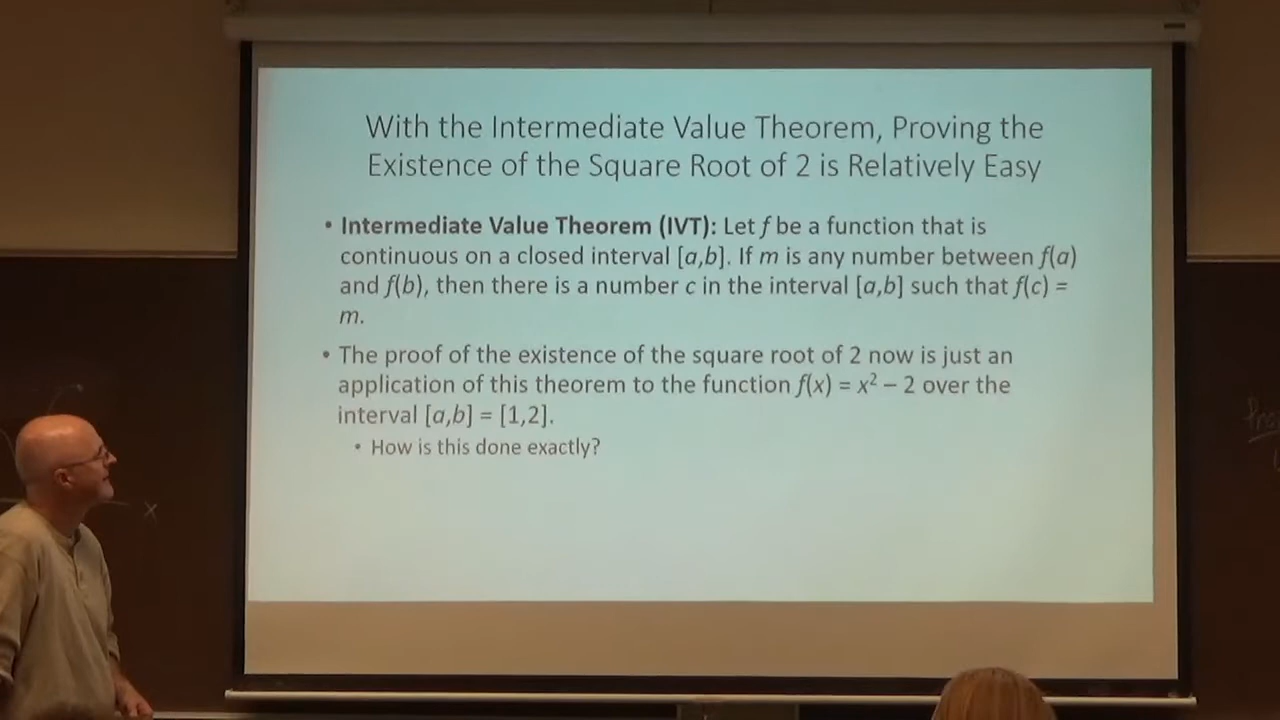 With the Intermediate Value Theorem, Proving the
Existence of the Square Root of 2 is Relatively Easy
• Intermediate Value Theorem (IVT): Let f be a function that is
continuous on a closed interval [a,b]. If m is any number between f(a)
and f(b), then there is a number c in the interval [a,b] such that f(c) =
m.
• The proof of the existence of the square root of 2 now is just an
application of this theorem to the function f(x) = x² – 2 over the
interval [a,b] = [1,2].
• How is this done exactly?
x